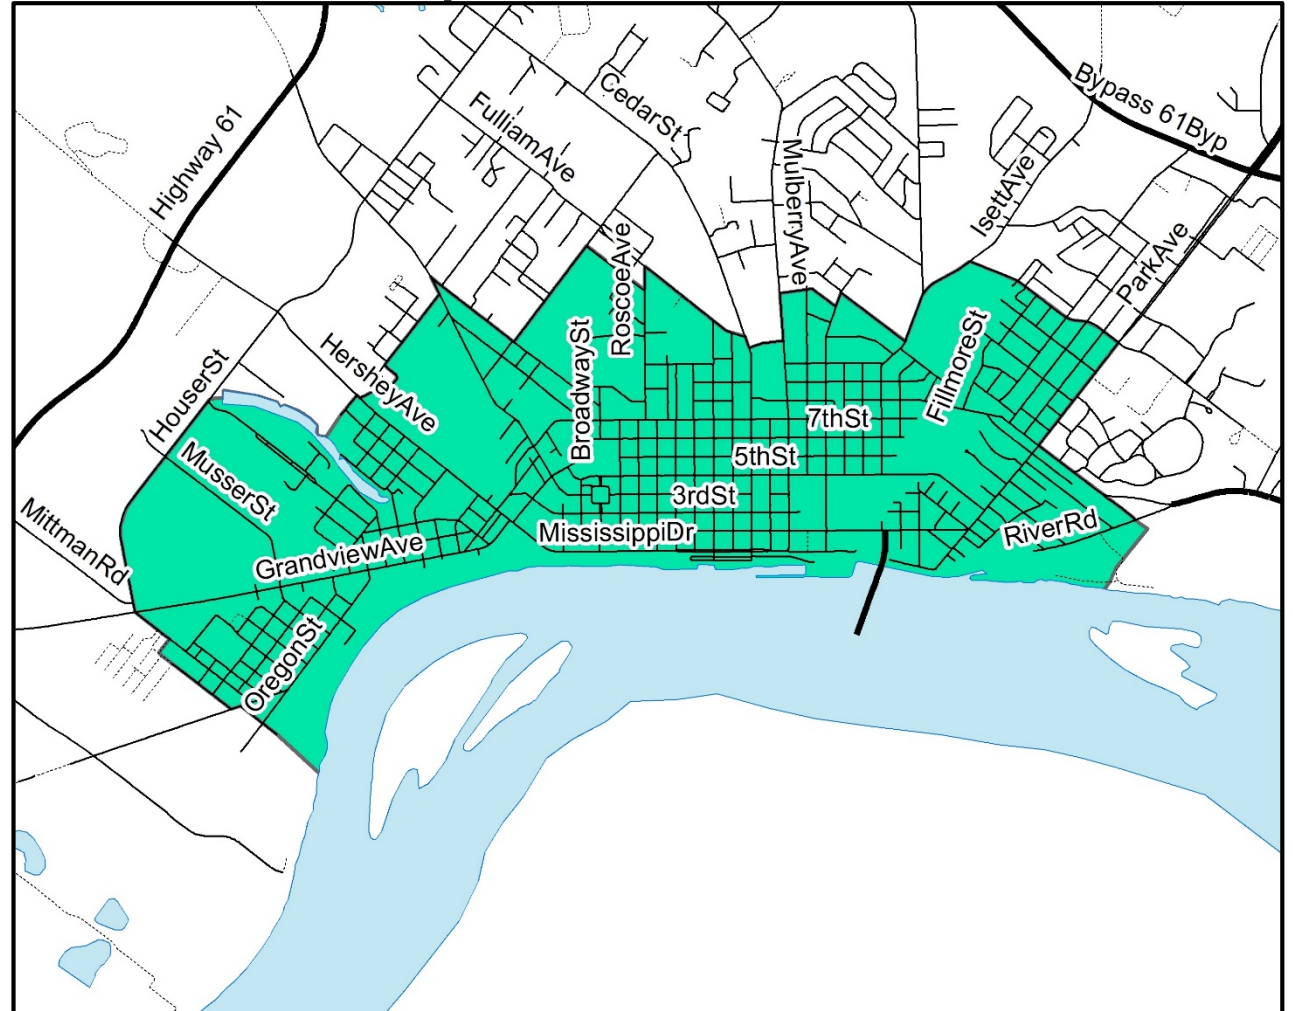 Bypass 61Byp
CedarSt
FulliamAve
Highway 61
MulberryAve
IsettAve
ParkAve
RoscoeAve
BroadwaySt
FillmoreSt
HersheyAve
HouserSt
7thSt
5thSt
MusserSt
3rdSt
MississippiDr
RiverRd
MittmanRd
GrandviewAve
OregonSt